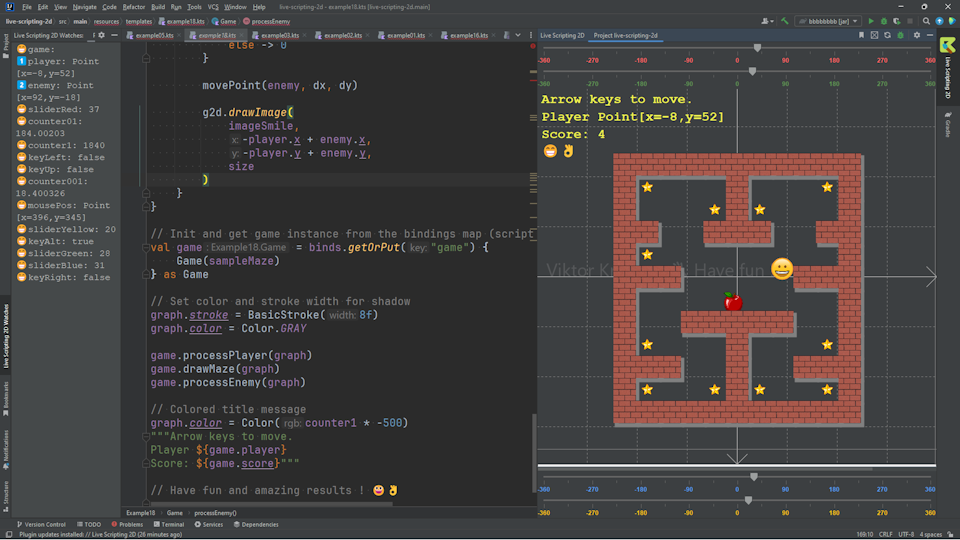 File Edit View Navigate Code Refactor Build Run Tools VCS Window Help live-scripting-2d - example18.kts [live-scripting-2d.main]
live-scripting-2d src main resources templates example18.kts Game processEnemy bbbbbbbbb [jar]
Live Scripting 2D Watches:
game:
player: Point
[x=-8,y=52]
enemy: Point
[x=92,y=-18]
sliderRed: 37
counter01:
184.00203
counter1: 1840
keyLeft: false
keyUp: false
counter001:
18.400326
mousePos: Point
[x=396,y=345]
sliderYellow: 20
keyAlt: true
sliderGreen: 28
sliderBlue: 31
keyRight: false
Project
Live Scripting 2D Watches
Bookmarks
Notifications
Structure
example05.kts example18.kts example03.kts example02.kts example01.kts example16.kts
else -> 0
}
movePoint(enemy, dx, dy)
g2d.drawImage(
imageSmile,
x: -player.x + enemy.x,
y: -player.y + enemy.y,
size
)
}
}
// Init and get game instance from the bindings map (script
val game : Example18.Game = binds.getOrPut( key: "game") {
Game(sampleMaze)
} as Game
// Set color and stroke width for shadow
graph.stroke = BasicStroke( width: 8f)
graph.color = Color.GRAY
game.processPlayer(graph)
game.drawMaze(graph)
game.processEnemy(graph)
// Colored title message
graph.color = Color( rgb: counter1 * -500)
"""Arrow keys to move.
Player ${game.player}
Score: ${game.score}"""
// Have fun and amazing results ! 😀👌
Example18 Game processEnemy()
Live Scripting 2D Project live-scripting-2d
-360 -270 -180 -90 0 90 180 270 360
-360 -270 -180 -90 0 90 180 270 360
Arrow keys to move.
Player Point[x=-8,y=52]
Score: 4
😁👌
-360 -270 -180 -90 0 90 180 270 360
-360 -270 -180 -90 0 90 180 270 360
Live Scripting 2D
Gradle
Version Control TODO Problems Terminal Services Dependencies
Plugin updates installed: // Live Scripting 2D (26 minutes ago) 189:10 CRLF UTF-8 4 spaces